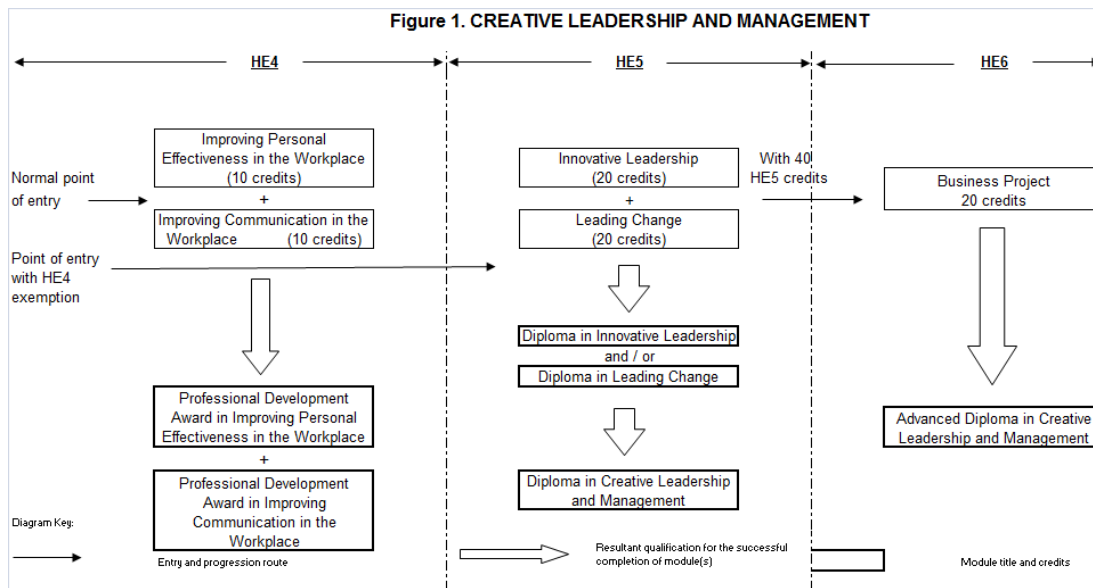 Figure 1. CREATIVE LEADERSHIP AND MANAGEMENT
HE4
HE5
HE6
Normal point
of entry
Improving Personal
Effectiveness in the Workplace
(10 credits)
+
Improving Communication in the
Workplace (10 credits)
Point of entry
with HE4
exemption
Professional Development
Award in Improving Personal
Effectiveness in the Workplace
+
Professional Development
Award in Improving
Communication in the
Workplace
Innovative Leadership
(20 credits)
+
Leading Change
(20 credits)
With 40
HE5 credits
Diploma in Innovative Leadership
and / or
Diploma in Leading Change
Diploma in Creative Leadership
and Management
Business Project
20 credits
Advanced Diploma in Creative
Leadership and Management
Diagram Key:
Entry and progression route
Resultant qualification for the successful
completion of module(s)
Module title and credits